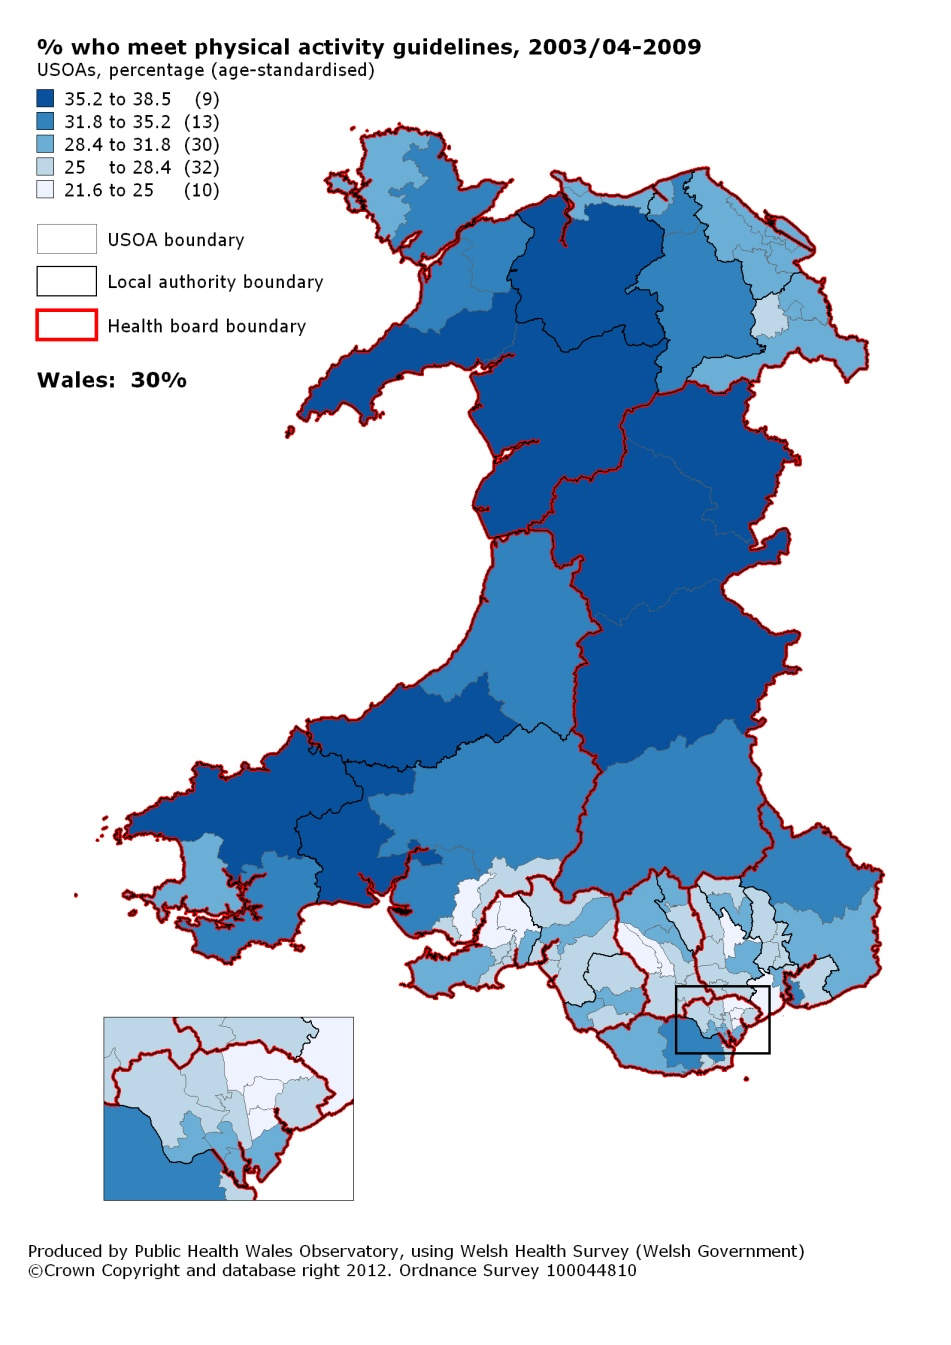 % who meet physical activity guidelines, 2003/04-2009
USOAs, percentage (age-standardised)
35.2 to 38.5 (9)
31.8 to 35.2 (13)
28.4 to 31.8 (30)
25 to 28.4 (32)
21.6 to 25 (10)
USOA boundary
Local authority boundary
Health board boundary
Wales: 30%
Produced by Public Health Wales Observatory, using Welsh Health Survey (Welsh Government)
©Crown Copyright and database right 2012. Ordnance Survey 100044810